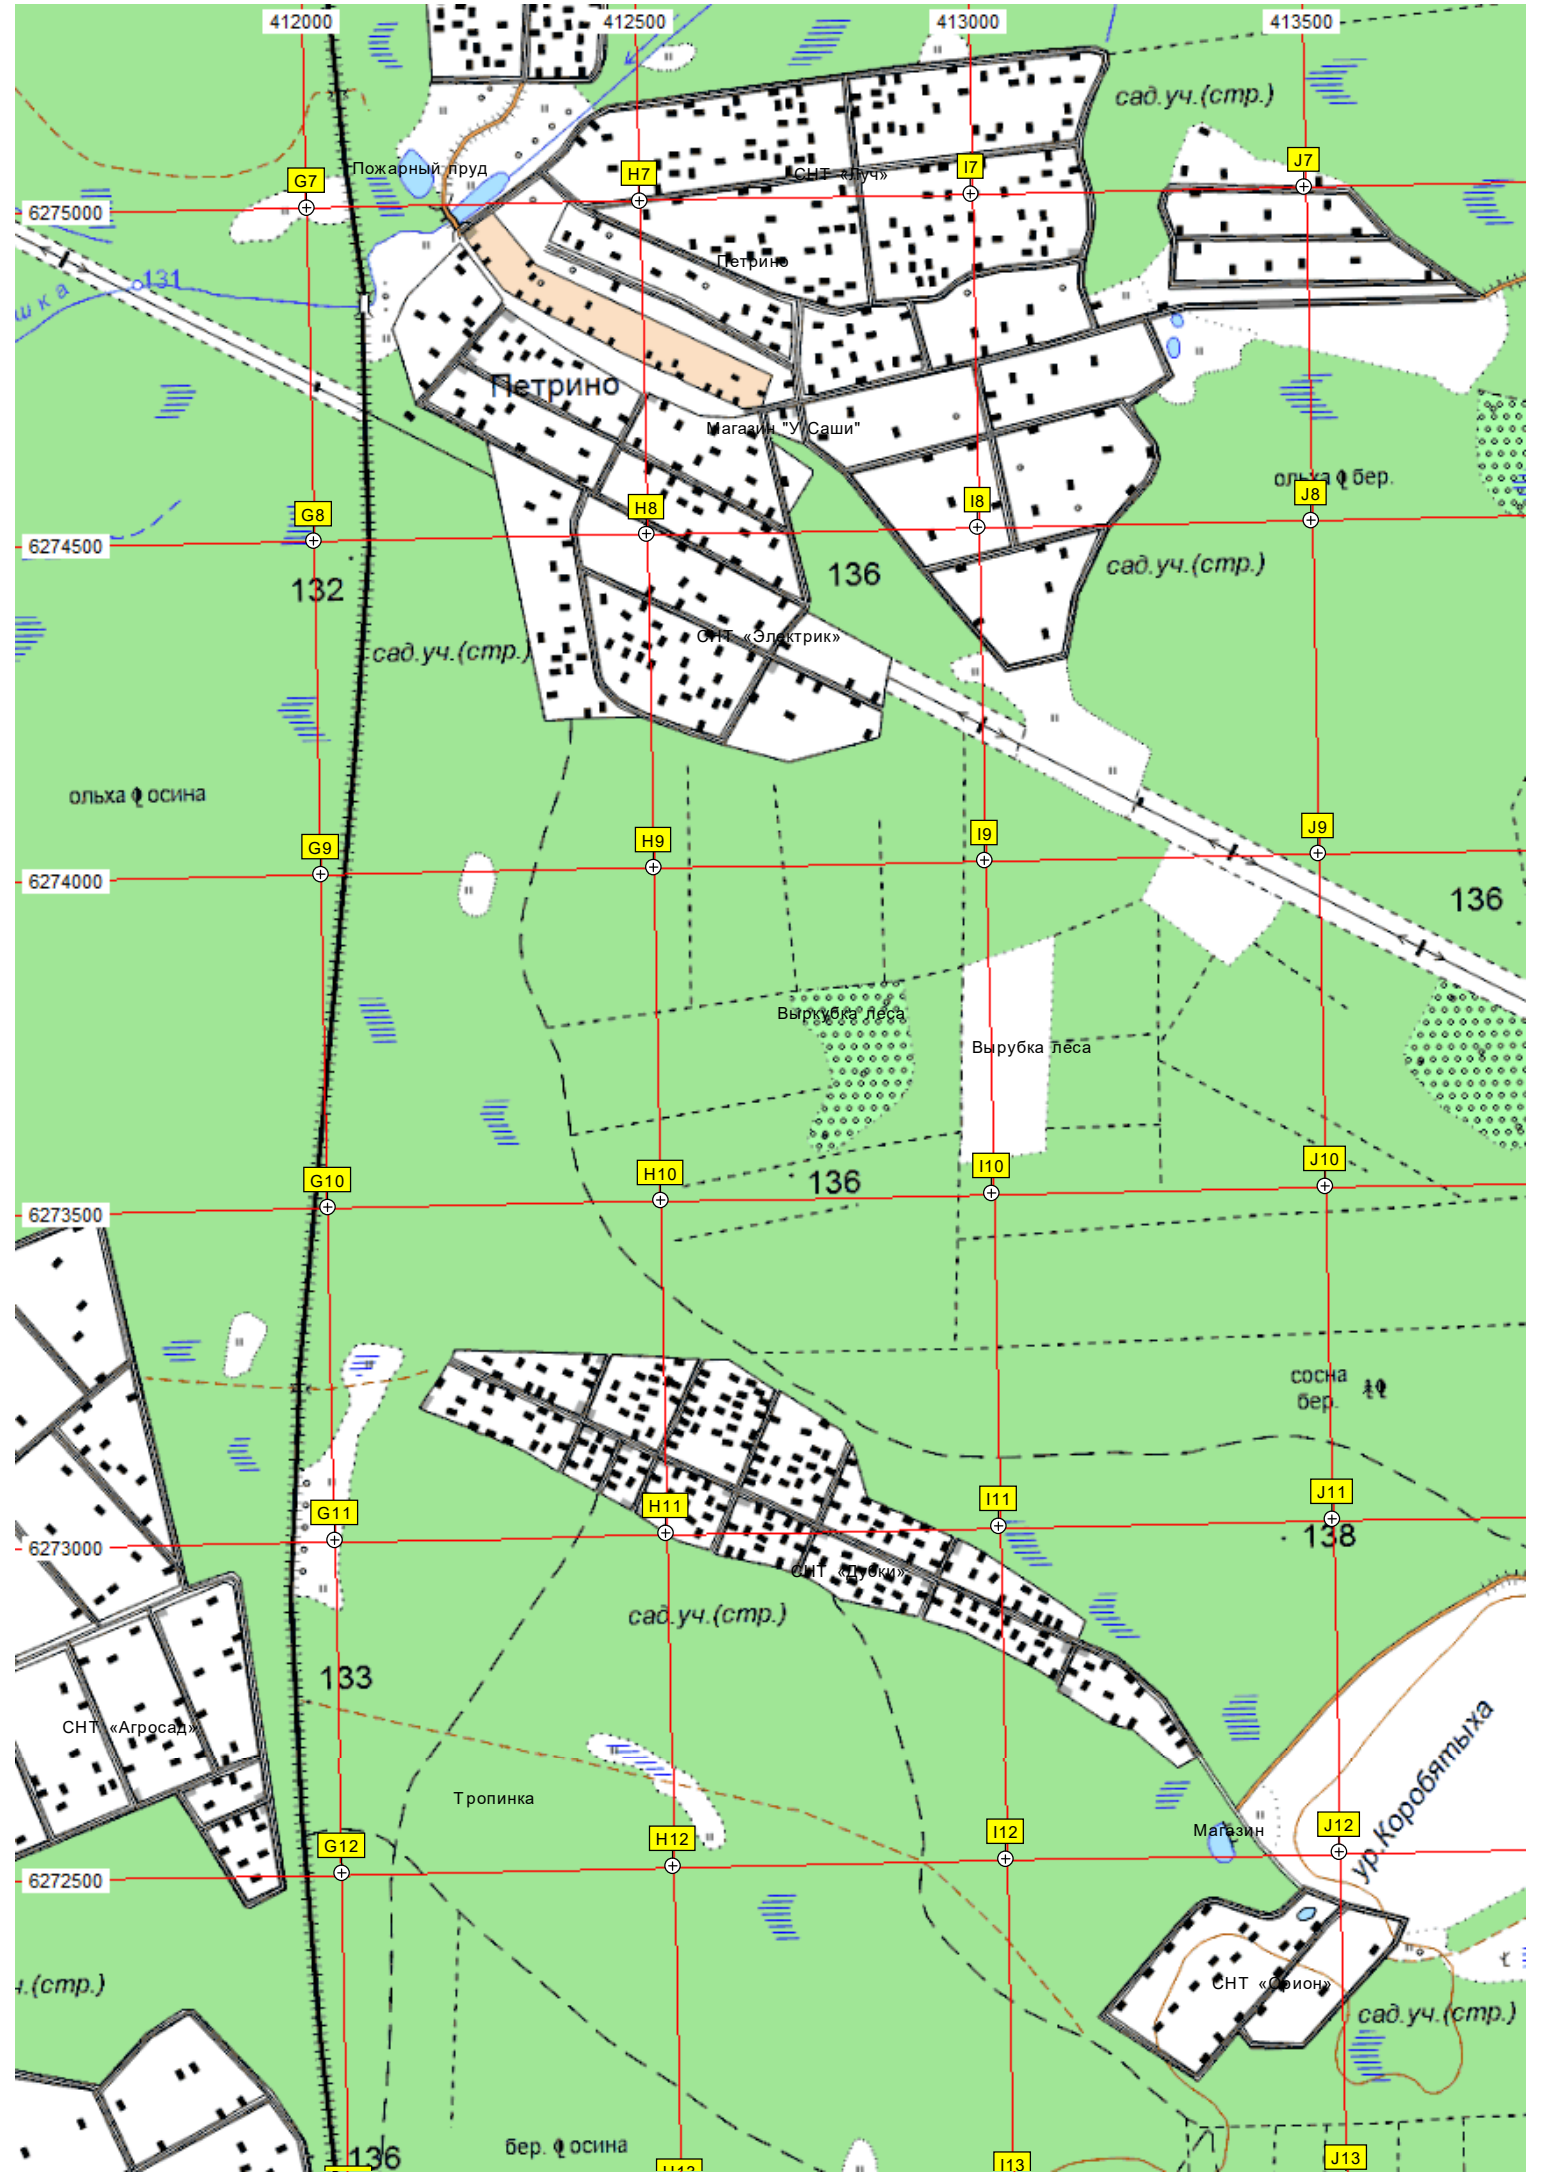 412000 412500 413000 413500
сад.уч.(стр.)
Пожарный пруд
СНТ «Луч»
G7 H7 I7 J7
6275000
Петрино
131
шка
Петрино
Магазин "У Саши"
ольха бер.
G8 H8 I8 J8
6274500
132
136
сад.уч.(стр.)
СНТ «Электрик»
сад.уч.(стр.)
ольха осина
G9 H9 I9 J9
6274000
136
Выркубка леса
Вырубка леса
G10 H10 I10 J10
136
6273500
сосна
бер.
G11 H11 I11 J11
6273000
138
СНТ «Дубки»
сад.уч.(стр.)
133
СНТ «Агросад»
ур.Коробятыха
Тропинка
Магазин
G12 H12 I12 J12
6272500
СНТ «Орион»
ч.(стр.)
сад.уч.(стр.)
бер. осина
136
H13 I13 J13